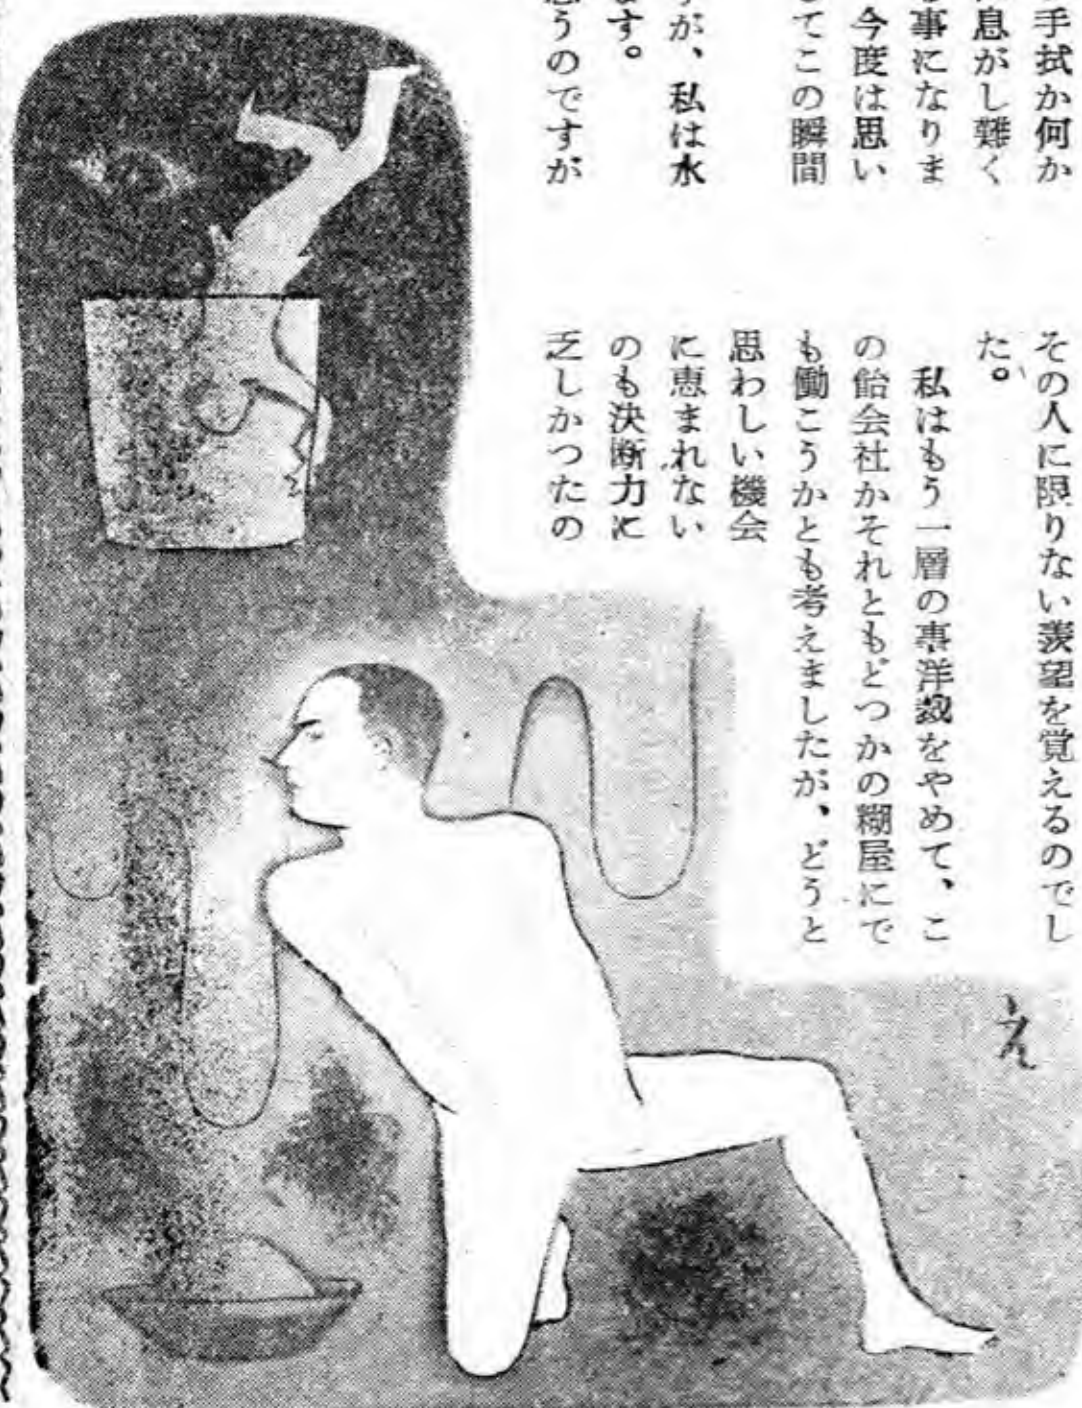 手拭か何か
息がし難く
事になりま
今度は思い
てこの瞬間
が、私は水
ます。
思うのですが
その人に限りない羨望を覚えるのでし
た。
私はもう一層の事洋裁をやめて、こ
の飴会社かそれともどつかの糊屋にで
も働こうかとも考えましたが、どうと
思わしい機会
に恵まれない
のも決断力に
乏しかつたの